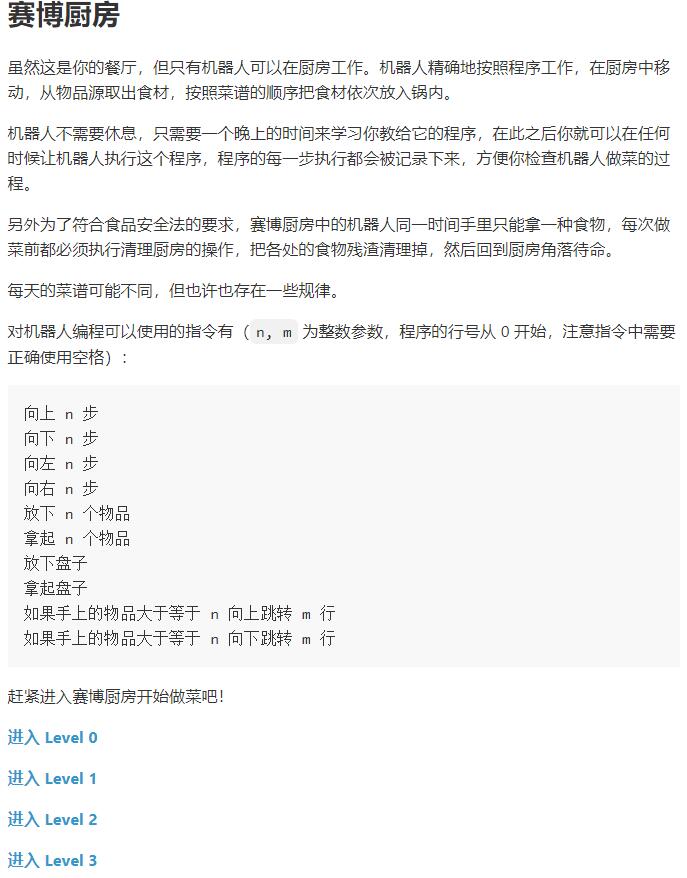 赛博厨房
虽然这是你的餐厅，但只有机器人可以在厨房工作。机器人精确地按照程序工作，在厨房中移
动，从物品源取出食材，按照菜谱的顺序把食材依次放入锅内。
机器人不需要休息，只需要一个晚上的时间来学习你教给它的程序，在此之后你就可以在任何
时候让机器人执行这个程序，程序的每一步执行都会被记录下来，方便你检查机器人做菜的过
程。
另外为了符合食品安全法的要求，赛博厨房中的机器人同一时间手里只能拿一种食物，每次做
菜前都必须执行清理厨房的操作，把各处的食物残渣清理掉，然后回到厨房角落待命。
每天的菜谱可能不同，但也许也存在一些规律。
对机器人编程可以使用的指令有（ n, m 为整数参数，程序的行号从 0 开始，注意指令中需要
正确使用空格）：
向上 n 步
向下 n 步
向左 n 步
向右 n 步
放下 n 个物品
拿起 n 个物品
放下盘子
拿起盘子
如果手上的物品大于等于 n 向上跳转 m 行
如果手上的物品大于等于 n 向下跳转 m 行
赶紧进入赛博厨房开始做菜吧！
进入 Level 0
进入 Level 1
进入 Level 2
进入 Level 3